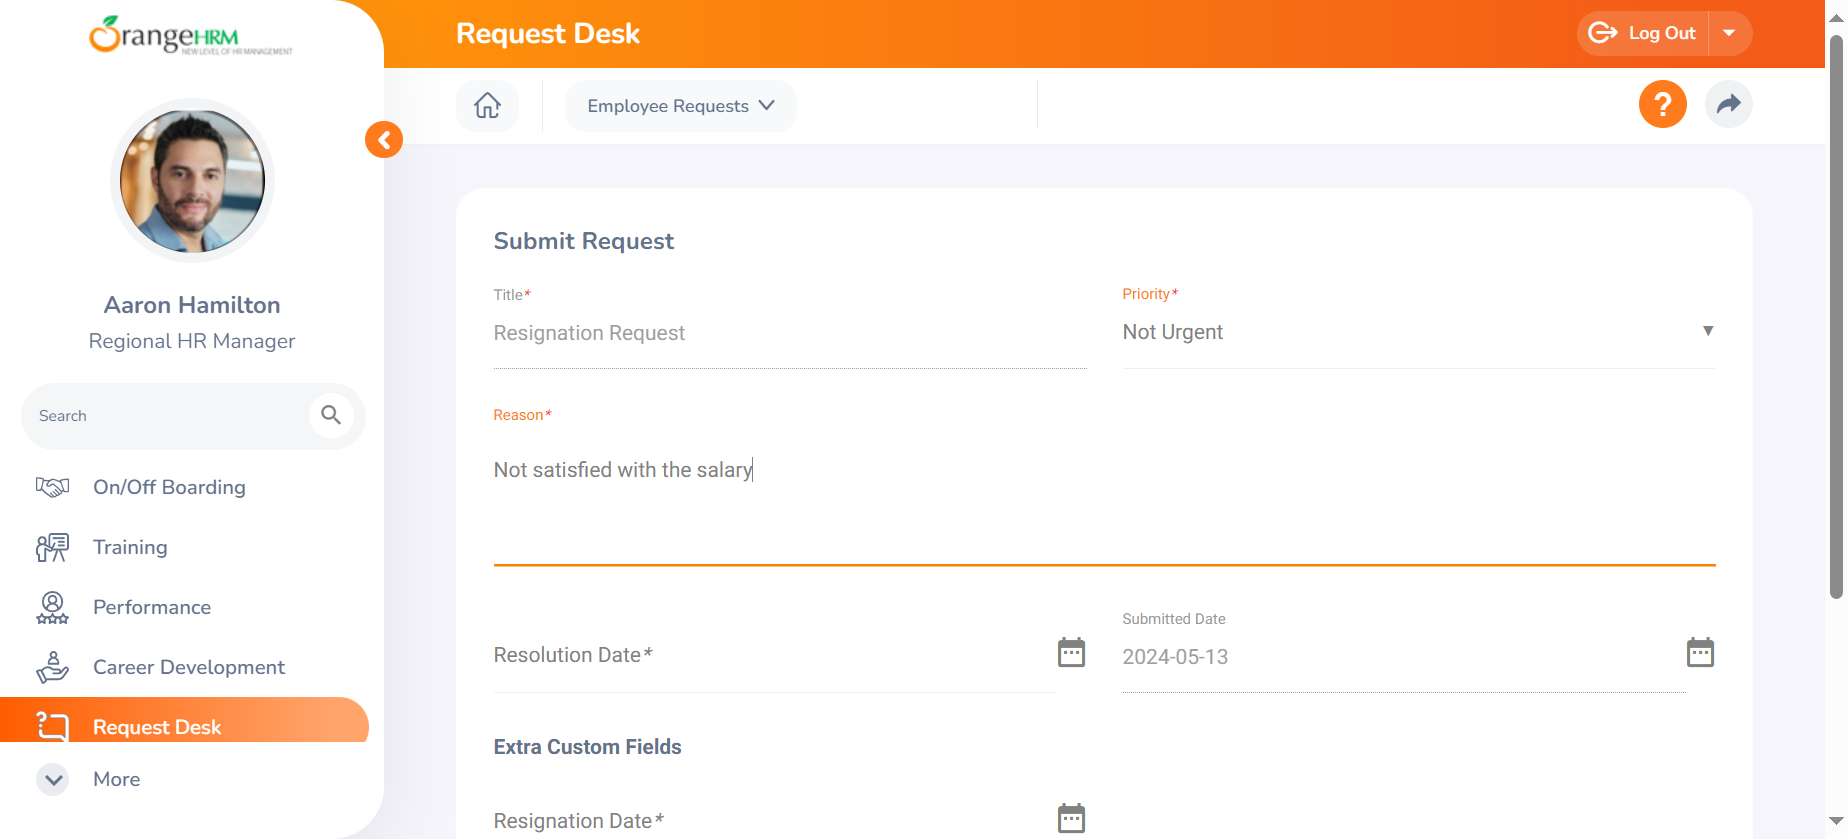 OrangeHRM
NEW LEVEL OF HR MANAGEMENT
Aaron Hamilton
Regional HR Manager
Search
On/Off Boarding
Training
Performance
Career Development
Request Desk
More
Request Desk
Log Out
Employee Requests
?
Submit Request
Title*
Resignation Request
Priority*
Not Urgent
Reason*
Not satisfied with the salary
Resolution Date*
Submitted Date
2024-05-13
Extra Custom Fields
Resignation Date*